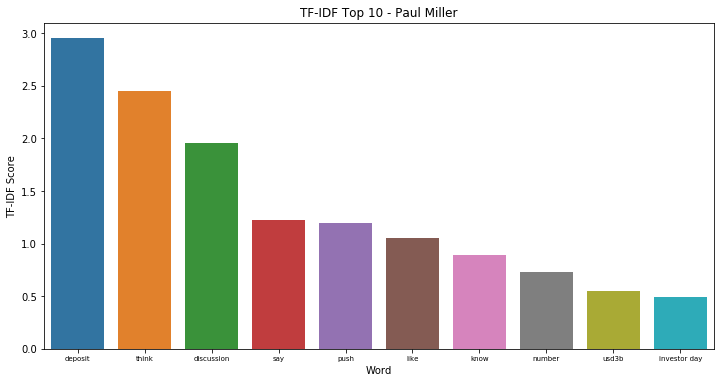 TF-IDF Top 10 - Paul Miller
TF-IDF Score
3.0
2.5
2.0
1.5
1.0
0.5
0.0
deposit think discussion say push like know number usd3b investor day
Word